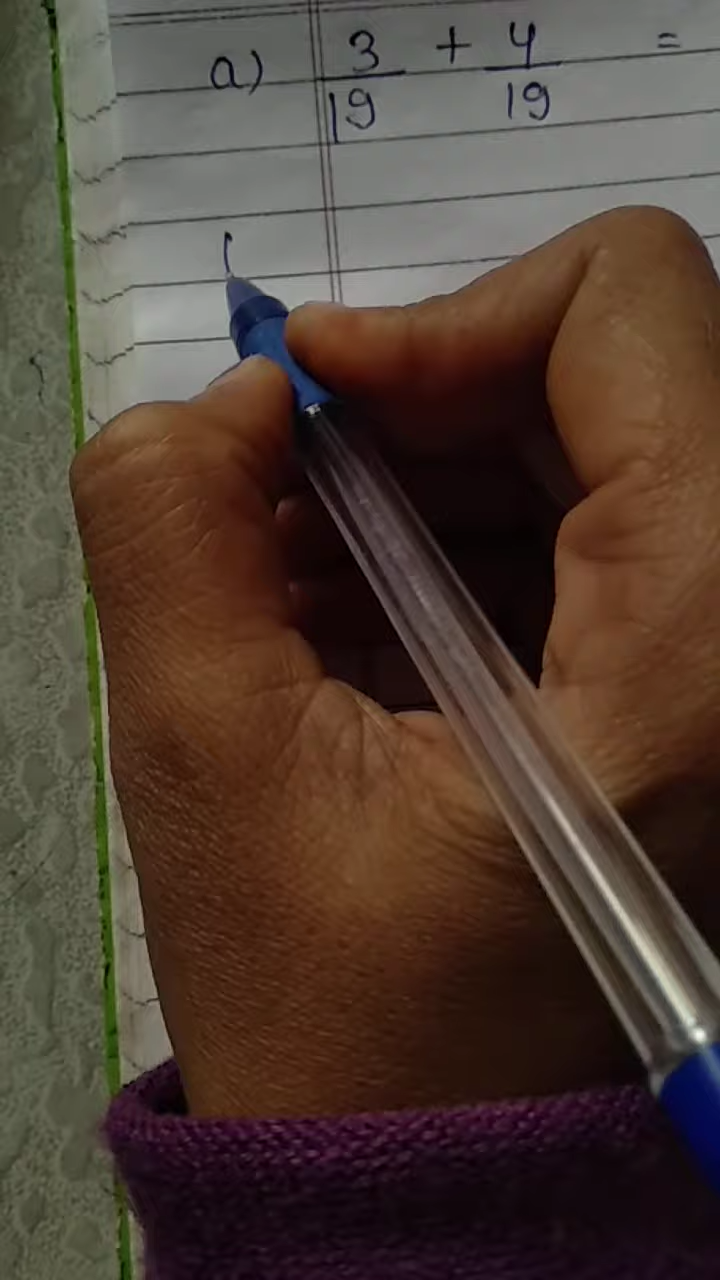 a) 3/19 + 4/19 =